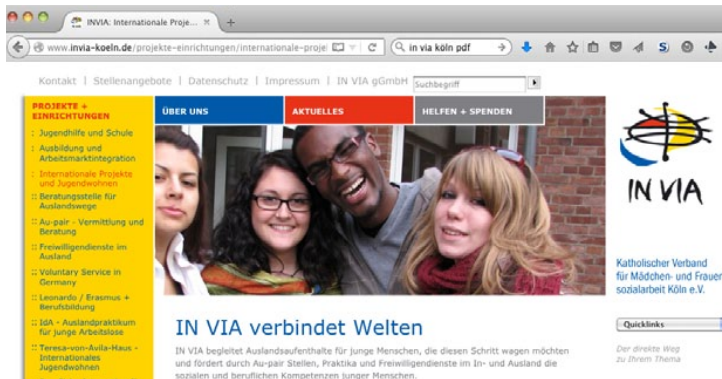 INVIA: Internationale Proje...
www.invia-koeln.de/projekte-einrichtungen/internationale-proje
in via köln pdf
Kontakt | Stellenangebote | Datenschutz | Impressum | IN VIA gGmbH
Suchbegriff
PROJEKTE +
EINRICHTUNGEN
: Jugendhilfe und Schule
: Ausbildung und
Arbeitsmarktintegration
: Internationale Projekte
und Jugendwohnen
:: Beratungsstelle für
Auslandswege
:: Au-pair - Vermittlung und
Beratung
:: Freiwilligendienste im
Ausland
:: Voluntary Service in
Germany
:: Leonardo / Erasmus +
Berufsbildung
:: IdA - Auslandpraktikum
für junge Arbeitslose
:: Teresa-von-Avila-Haus -
Internationales
Jugendwohnen
ÜBER UNS
AKTUELLES
HELFEN + SPENDEN
IN VIA verbindet Welten
IN VIA begleitet Auslandsaufenthalte für junge Menschen, die diesen Schritt wagen möchten
und fördert durch Au-pair Stellen, Praktika und Freiwilligendienste im In- und Ausland die
sozialen und beruflichen Kompetenzen junger Menschen.
IN VIA
Katholischer Verband
für Mädchen- und Frauen
sozialarbeit Köln e.V.
Quicklinks
Der direkte Weg
zu Ihrem Thema